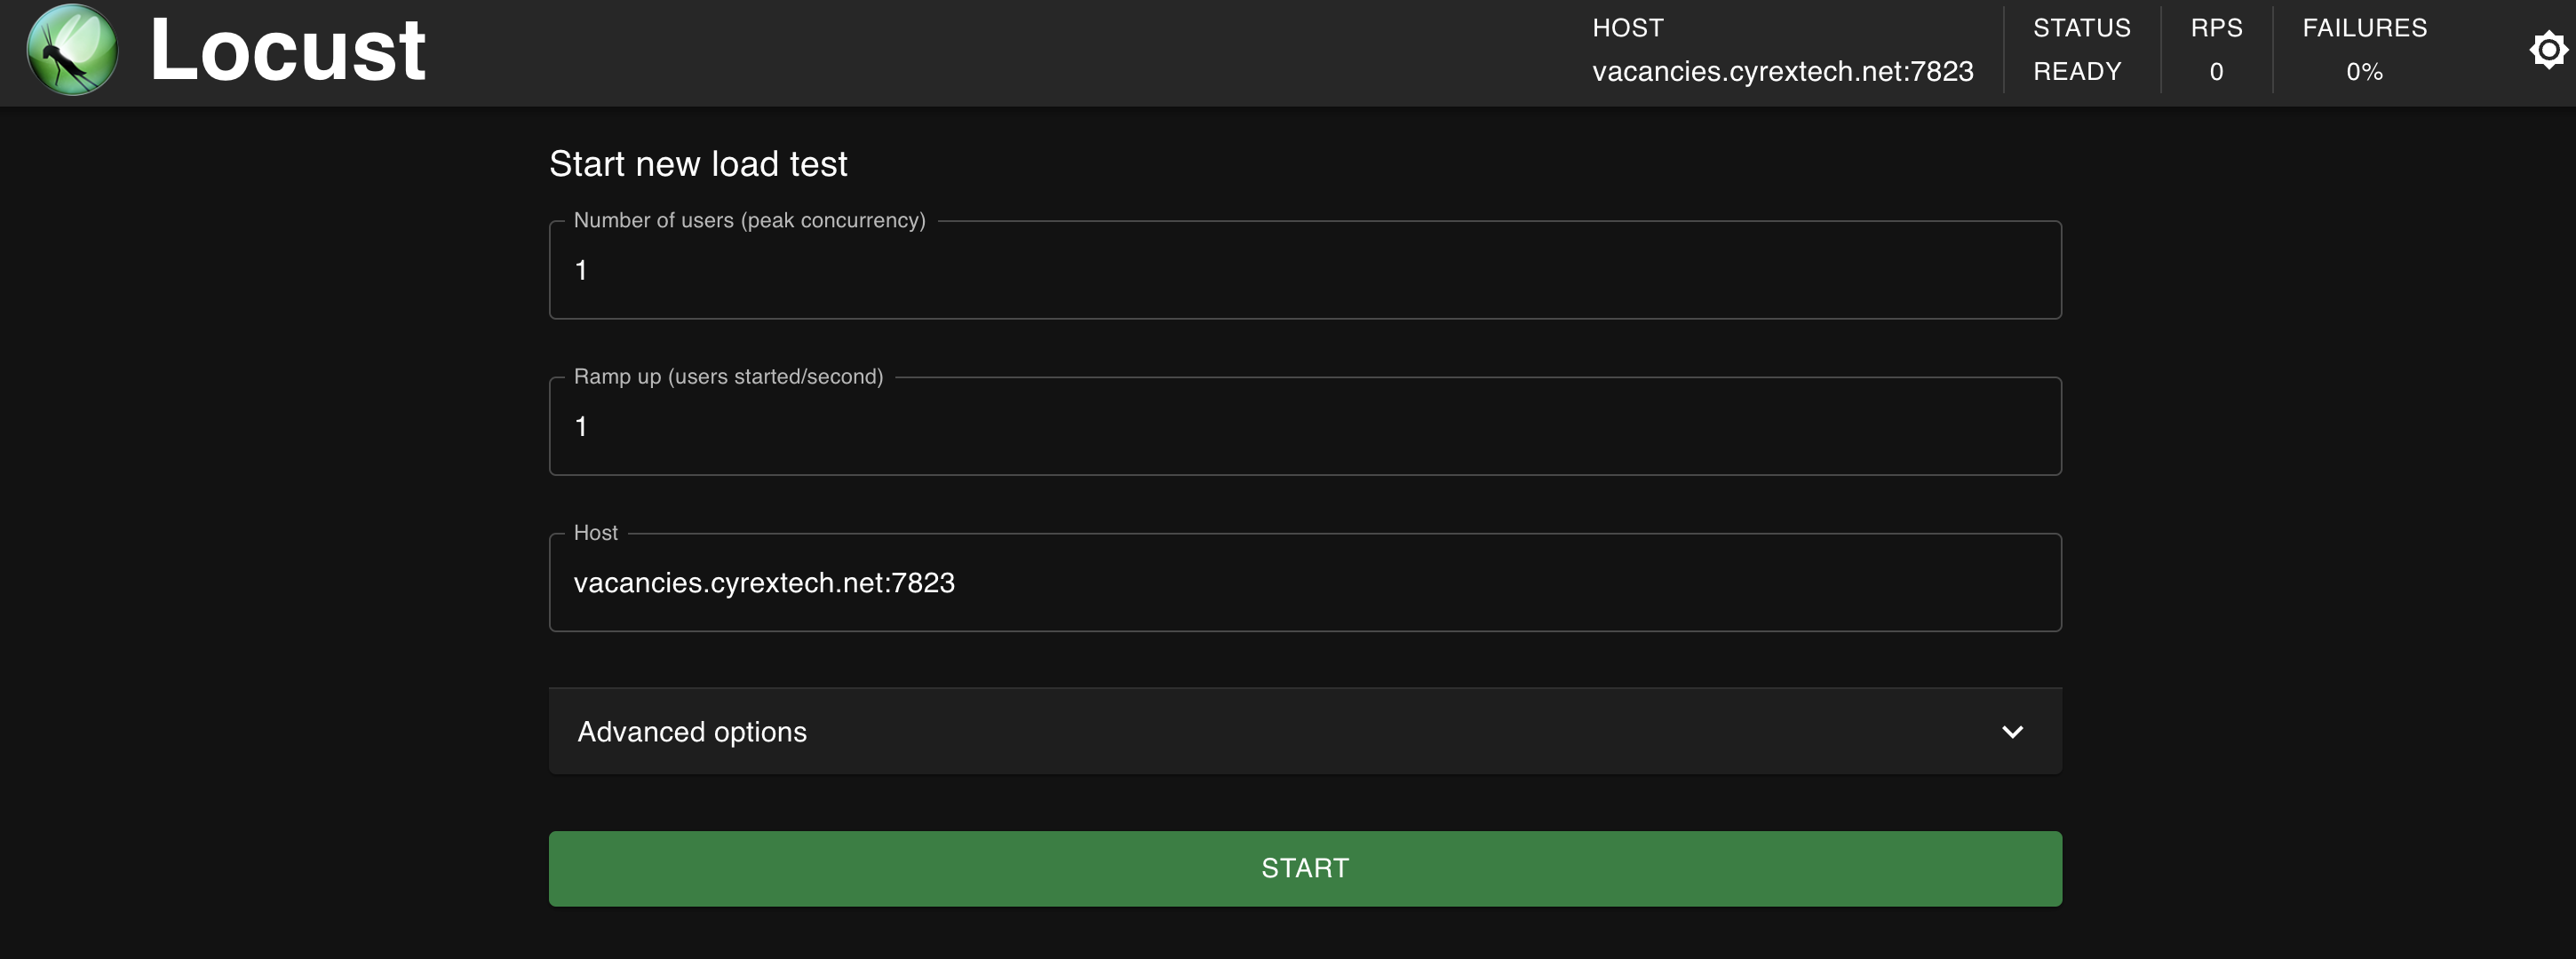 Locust
HOST
vacancies.cyrextech.net:7823
STATUS
READY
RPS
0
FAILURES
0%
Start new load test
Number of users (peak concurrency)
1
Ramp up (users started/second)
1
Host
vacancies.cyrextech.net:7823
Advanced options
START